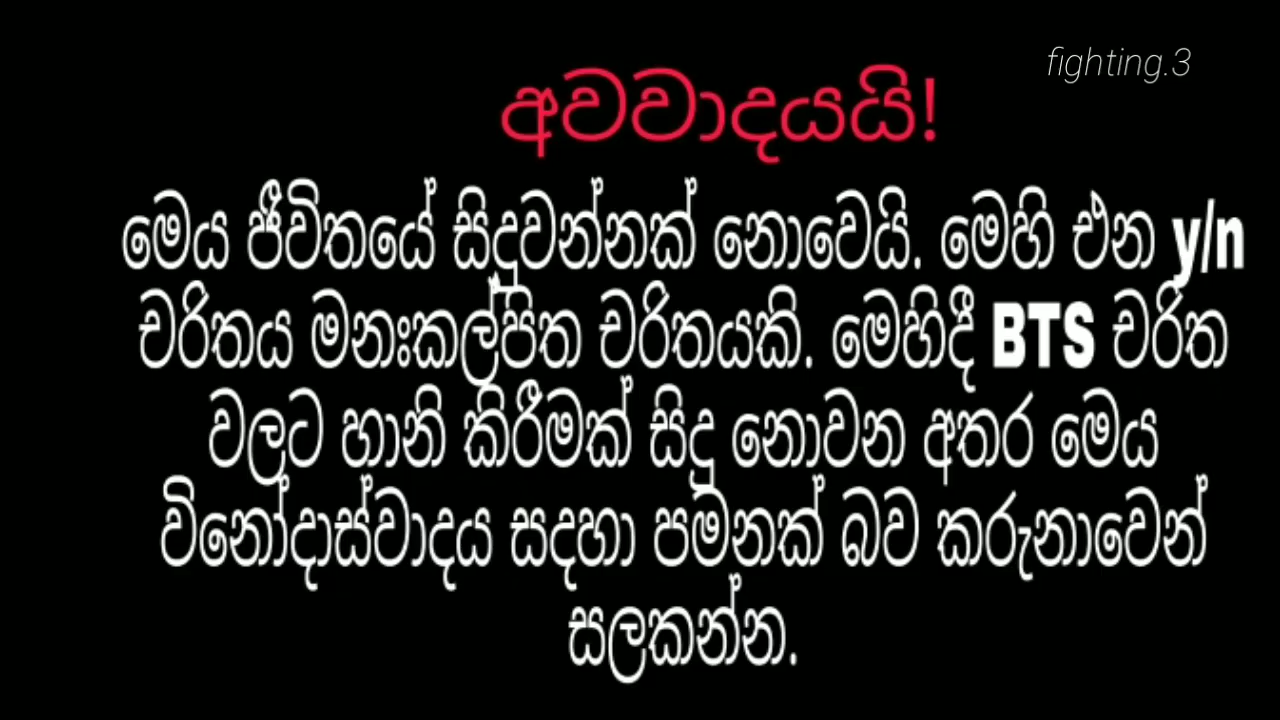 fighting.3
අවවාදයයි!
මෙය ජීවිතයේ සිදුවන්නක් නොවෙයි. මෙහි එන y/n
චරිතය මනඃකල්පිත චරිතයකි. මෙහිදී BTS චරිත
වලට හානි කිරීමක් සිදු නොවන අතර මෙය
විනෝදාස්වාදය සදහා පමනක් බව කරුනාවෙන්
සලකන්න.